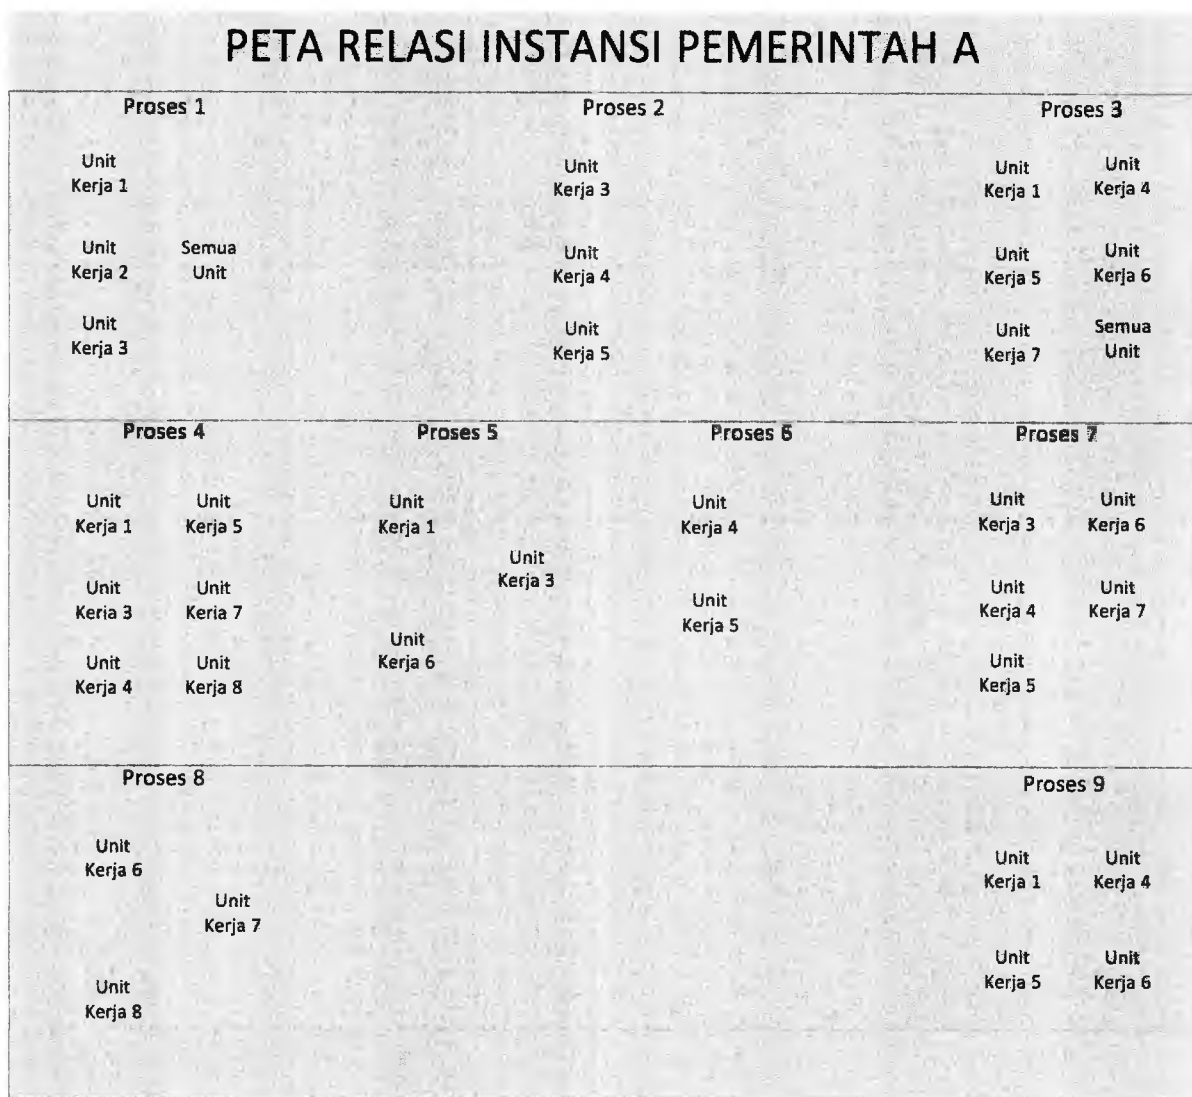 PETA RELASI INSTANSI PEMERINTAH A
Proses 1
Unit
Kerja 1
Unit
Kerja 2
Semua
Unit
Unit
Kerja 3
Proses 2
Unit
Kerja 3
Unit
Kerja 4
Unit
Kerja 5
Proses 3
Unit
Kerja 1
Unit
Kerja 4
Unit
Kerja 5
Unit
Kerja 6
Unit
Kerja 7
Semua
Unit
Proses 4
Unit
Kerja 1
Unit
Kerja 5
Unit
Keria 3
Unit
Keria 7
Unit
Kerja 4
Unit
Kerja 8
Proses 5
Unit
Kerja 1
Unit
Kerja 3
Unit
Kerja 6
Proses 6
Unit
Kerja 4
Unit
Kerja 5
Proses 7
Unit
Kerja 3
Unit
Kerja 6
Unit
Kerja 4
Unit
Kerja 7
Unit
Kerja 5
Proses 8
Unit
Kerja 6
Unit
Kerja 7
Unit
Kerja 8
Proses 9
Unit
Kerja 1
Unit
Kerja 4
Unit
Kerja 5
Unit
Kerja 6